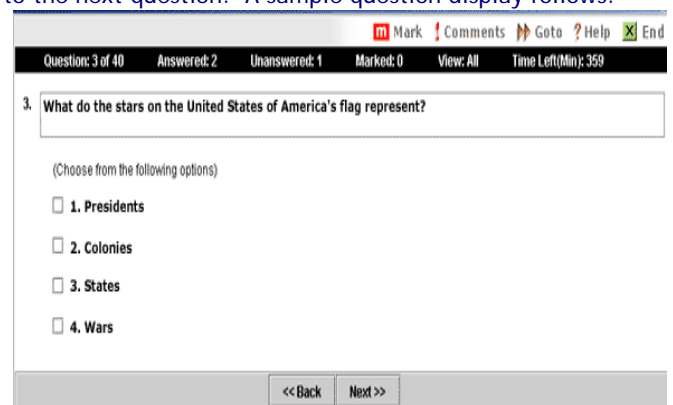 to the next question. A sample question display follows:
m Mark ! Comments Goto ? Help X End
Question: 3 of 40 Answered: 2 Unanswered: 1 Marked: 0 View: All Time Left(Min): 359
3. What do the stars on the United States of America's flag represent?
(Choose from the following options)
1. Presidents
2. Colonies
3. States
4. Wars
<< Back Next >>